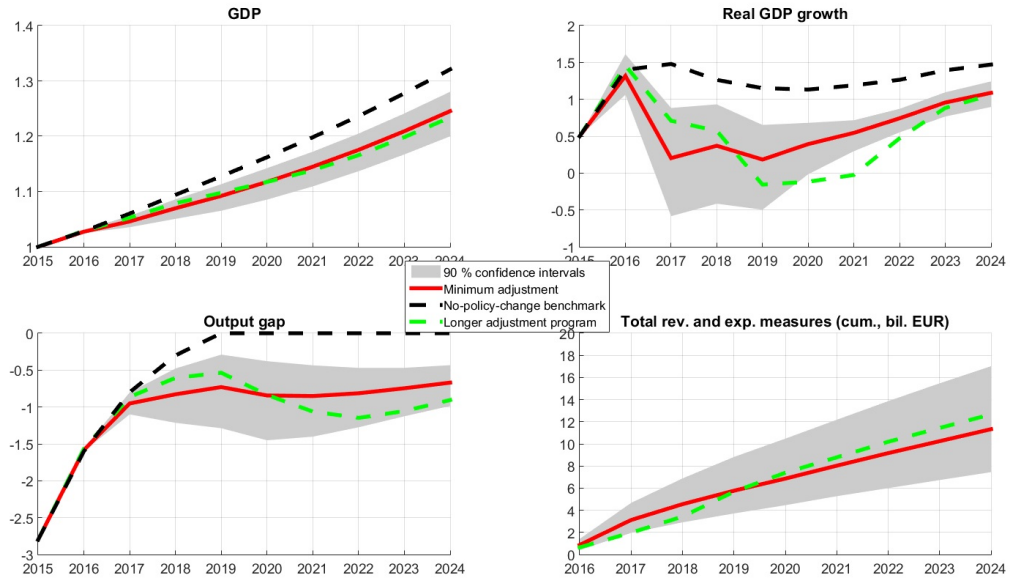 GDP
1.4
1.3
1.2
1.1
1
2015 2016 2017 2018 2019 2020 2021 2022 2023 2024
Real GDP growth
2
1.5
1
0.5
0
-0.5
-1
2015 2016 2017 2018 2019 2020 2021 2022 2023 2024
90 % confidence intervals
Minimum adjustment
No-policy-change benchmark
Longer adjustment program
Output gap
0
-0.5
-1
-1.5
-2
-2.5
-3
2015 2016 2017 2018 2019 2020 2021 2022 2023 2024
Total rev. and exp. measures (cum., bil. EUR)
20
18
16
14
12
10
8
6
4
2
0
2016 2017 2018 2019 2020 2021 2022 2023 2024